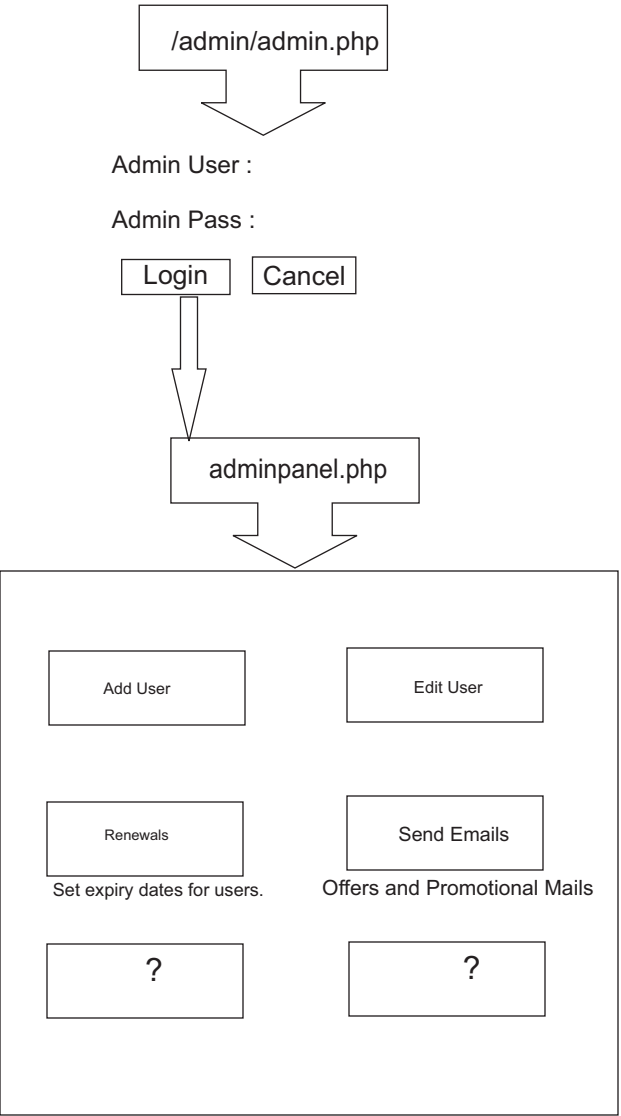 /admin/admin.php
Admin User :
Admin Pass :
Login Cancel
adminpanel.php
Add User Edit User
Renewals Send Emails
Set expiry dates for users. Offers and Promotional Mails
? ?